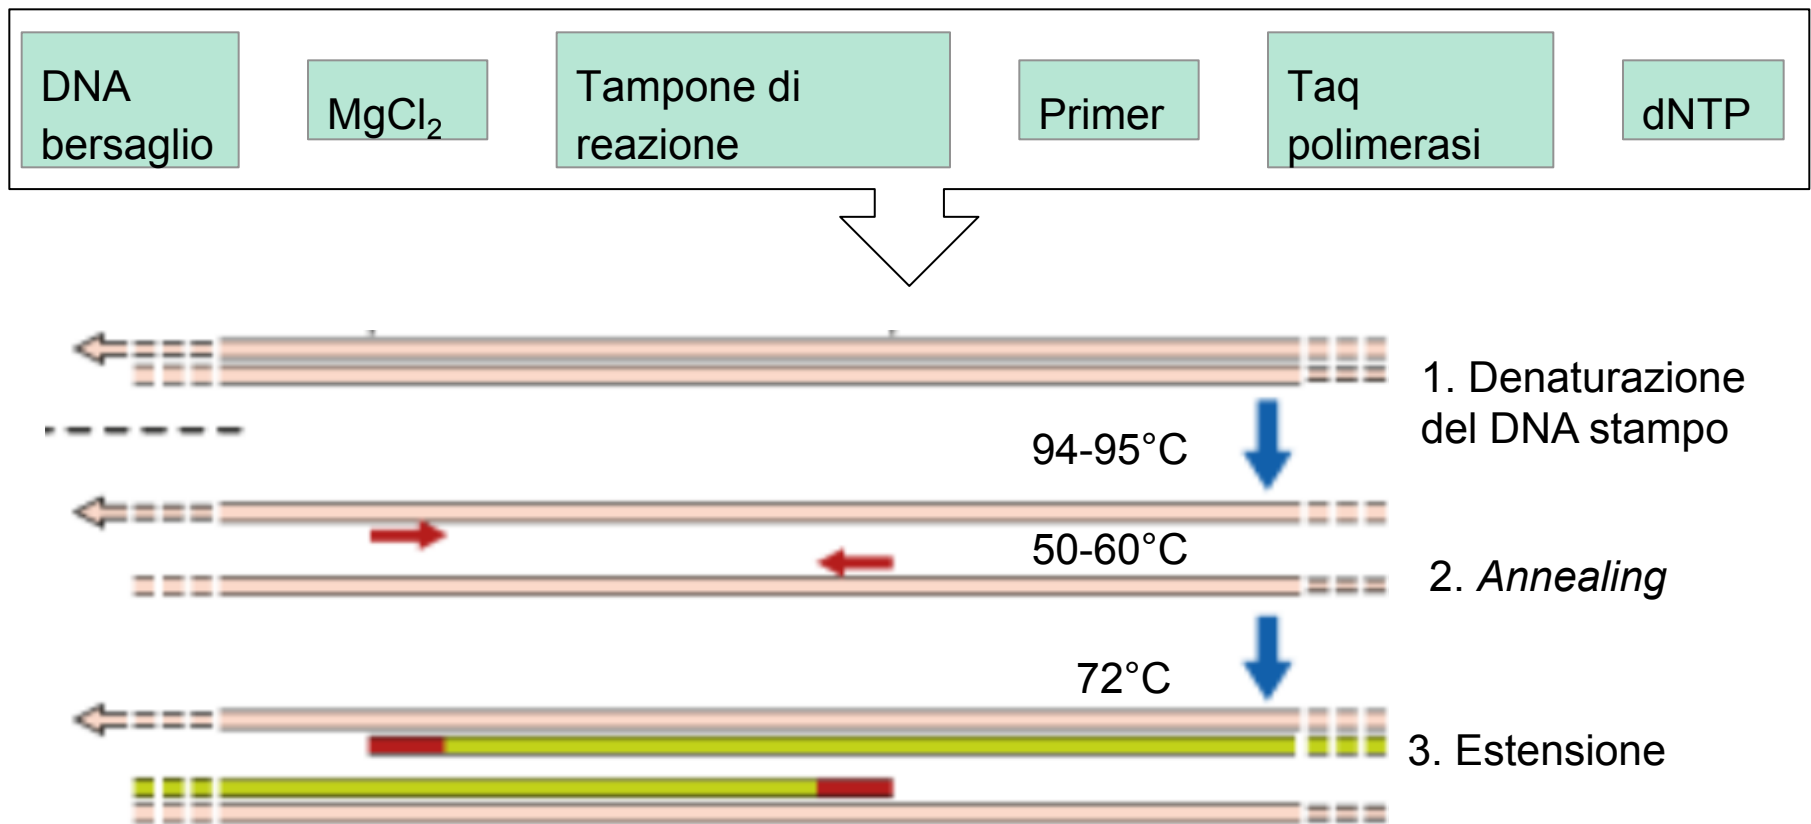 DNA
bersaglio
MgCl₂
Tampone di
reazione
Primer
Taq
polimerasi
dNTP
1. Denaturazione
del DNA stampo
94-95°C
50-60°C
2. Annealing
72°C
3. Estensione